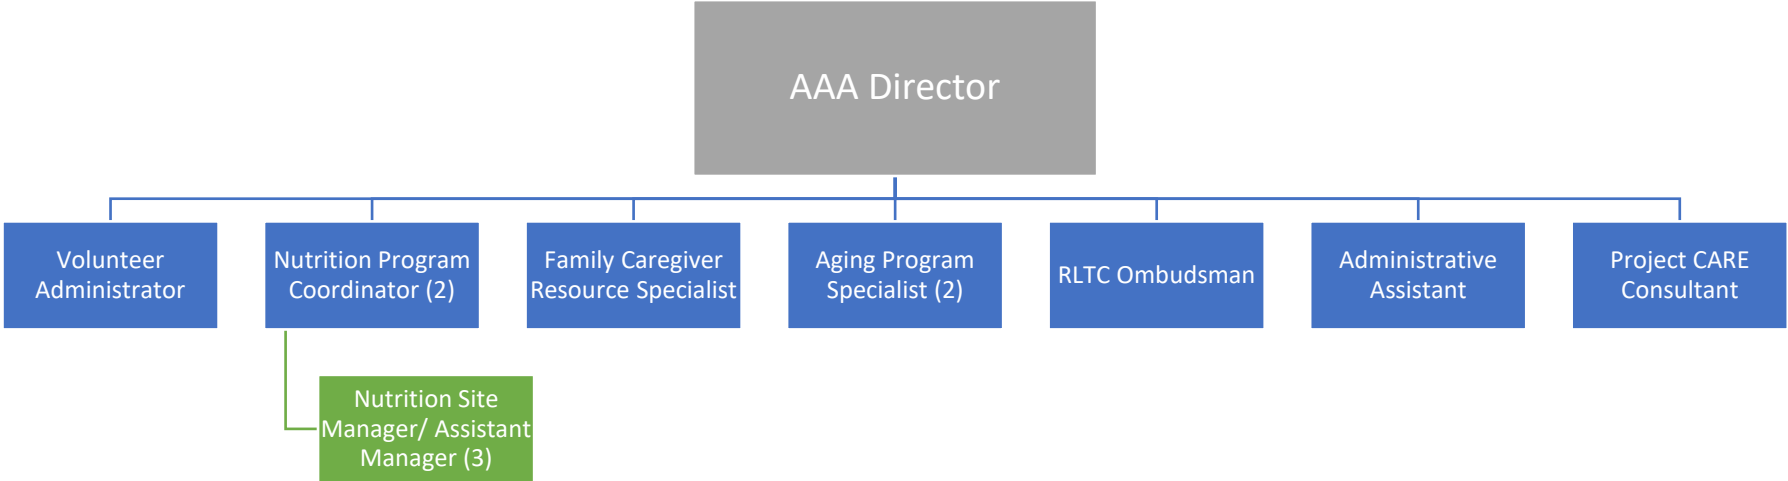 AAA Director
Volunteer
Administrator
Nutrition Program
Coordinator (2)
Family Caregiver
Resource Specialist
Aging Program
Specialist (2)
RLTC Ombudsman
Administrative
Assistant
Project CARE
Consultant
Nutrition Site
Manager/ Assistant
Manager (3)